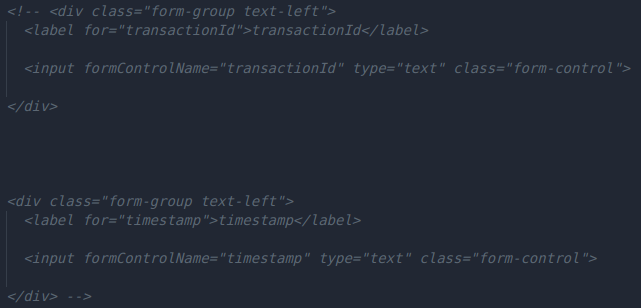 <!-- <div class="form-group text-left">
<label for="transactionId">transactionId</label>
<input formControlName="transactionId" type="text" class="form-control">
</div>
<div class="form-group text-left">
<label for="timestamp">timestamp</label>
<input formControlName="timestamp" type="text" class="form-control">
</div> -->